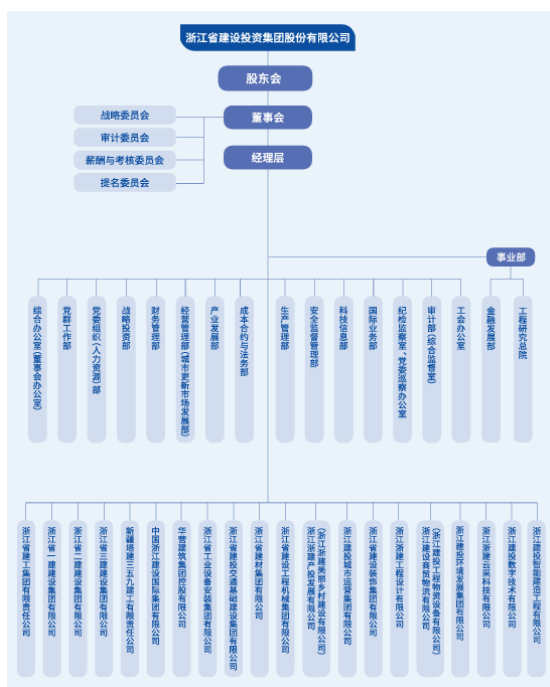 浙江省建设投资集团股份有限公司
股东会
董事会
经理层
战略委员会
审计委员会
薪酬与考核委员会
提名委员会
事业部
综合办公室(董事会办公室)
党群工作部
党委组织(人力资源)部
战略投资部
财务管理部
经营管理部(城市更新市场发展部)
产业发展部
成本合约与法务部
生产管理部
安全监督管理部
科技信息部
国际业务部
纪检监察室、党委巡察办公室
审计部(综合监督室)
工会办公室
金融发展部
工程研究总院
浙江省建工集团有限责任公司
浙江省一建建设集团有限公司
浙江省二建建设集团有限公司
浙江省三建建设集团有限公司
新疆塔建三五九建工有限责任公司
中国浙江建设国际集团有限公司
华营建筑集团控股有限公司
浙江省工业设备安装集团有限公司
浙江省建投交通基础建设集团有限公司
浙江省建材集团有限公司
浙江省建设工程机械集团有限公司
浙江浙建产投发展有限公司
(浙江浙建美丽乡村建设有限公司)
浙江建投城市运营集团有限公司
浙江省建设装饰集团有限公司
浙江浙建工程设计有限公司
浙江建设商贸物流有限公司
(浙江建投工程物资设备有限公司)
浙江建投环境发展集团有限公司
浙江浙建云采科技有限公司
浙江建投数字技术有限公司
浙江建投智能建造工程有限公司